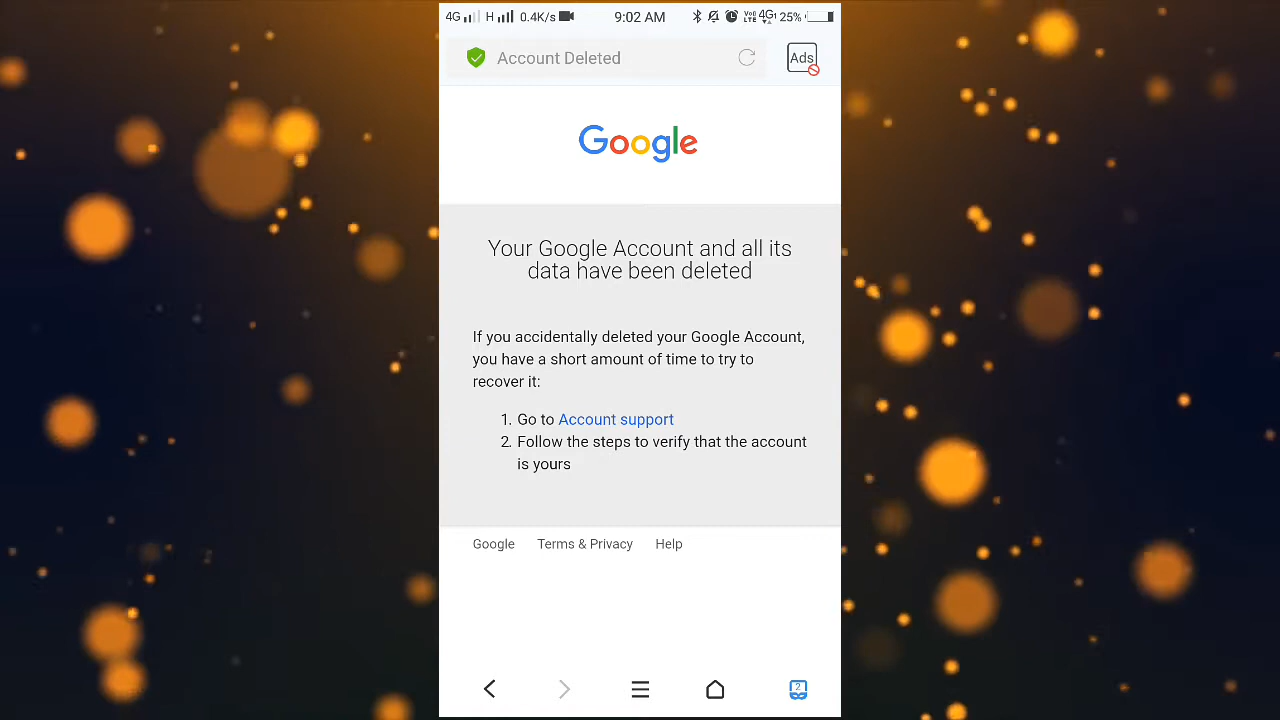 4G H 0.4K/s 9:02 AM VoLTE 4G 25%
Account Deleted Ads
Google
Your Google Account and all its
data have been deleted
If you accidentally deleted your Google Account,
you have a short amount of time to try to
recover it:
1. Go to Account support
2. Follow the steps to verify that the account
is yours
Google Terms & Privacy Help
2